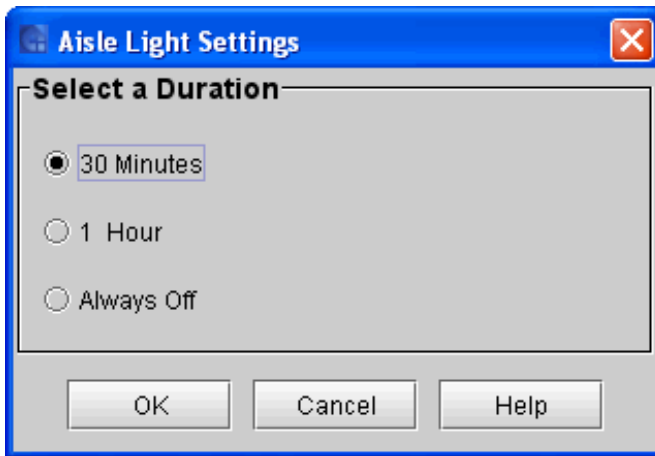 Aisle Light Settings
Select a Duration
30 Minutes
1 Hour
Always Off
OK Cancel Help